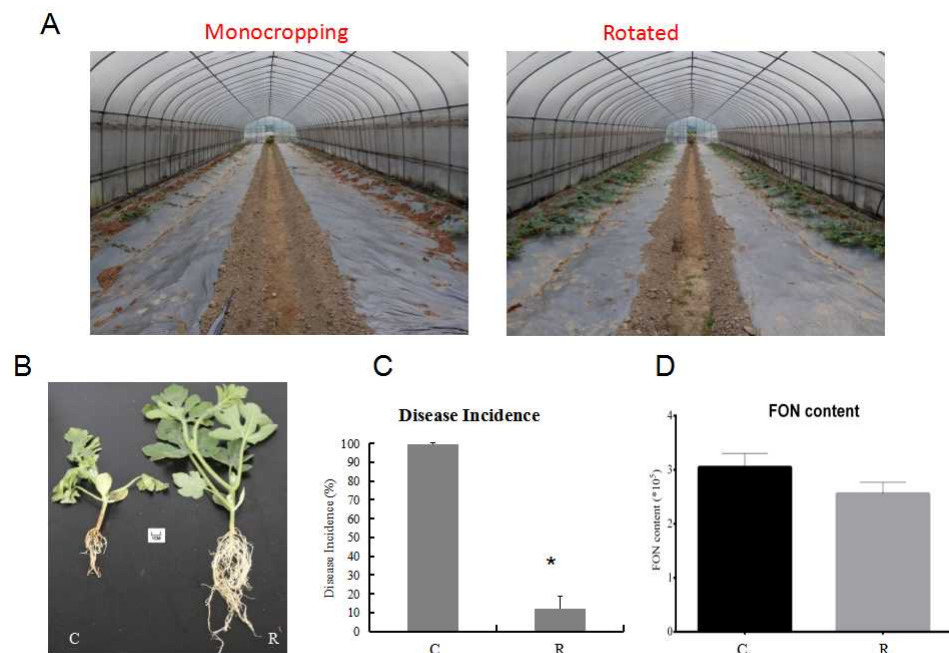 A
Monocropping
Rotated
B
C
R
C
Disease Incidence
Disease Incidence (%)
100
90
80
70
60
50
40
30
20
10
0
*
C
R
D
FON content
FON content (*10⁵)
4
3
2
1
0
C
R